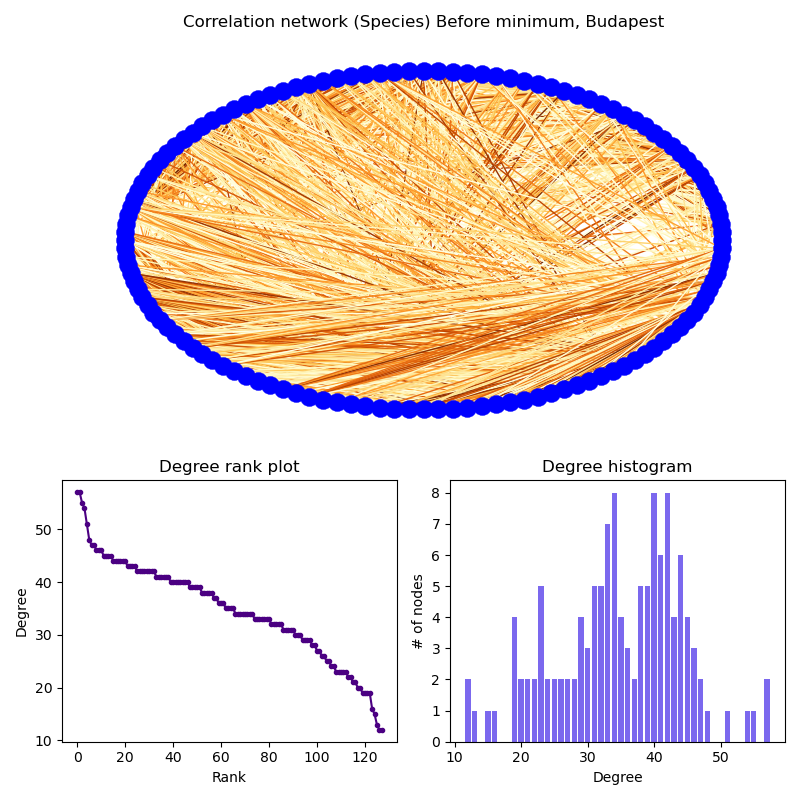 Correlation network (Species) Before minimum, Budapest
Degree rank plot
Degree
50
40
30
20
10
0 20 40 60 80 100 120
Rank
Degree histogram
# of nodes
8
7
6
5
4
3
2
1
0
10 20 30 40 50
Degree